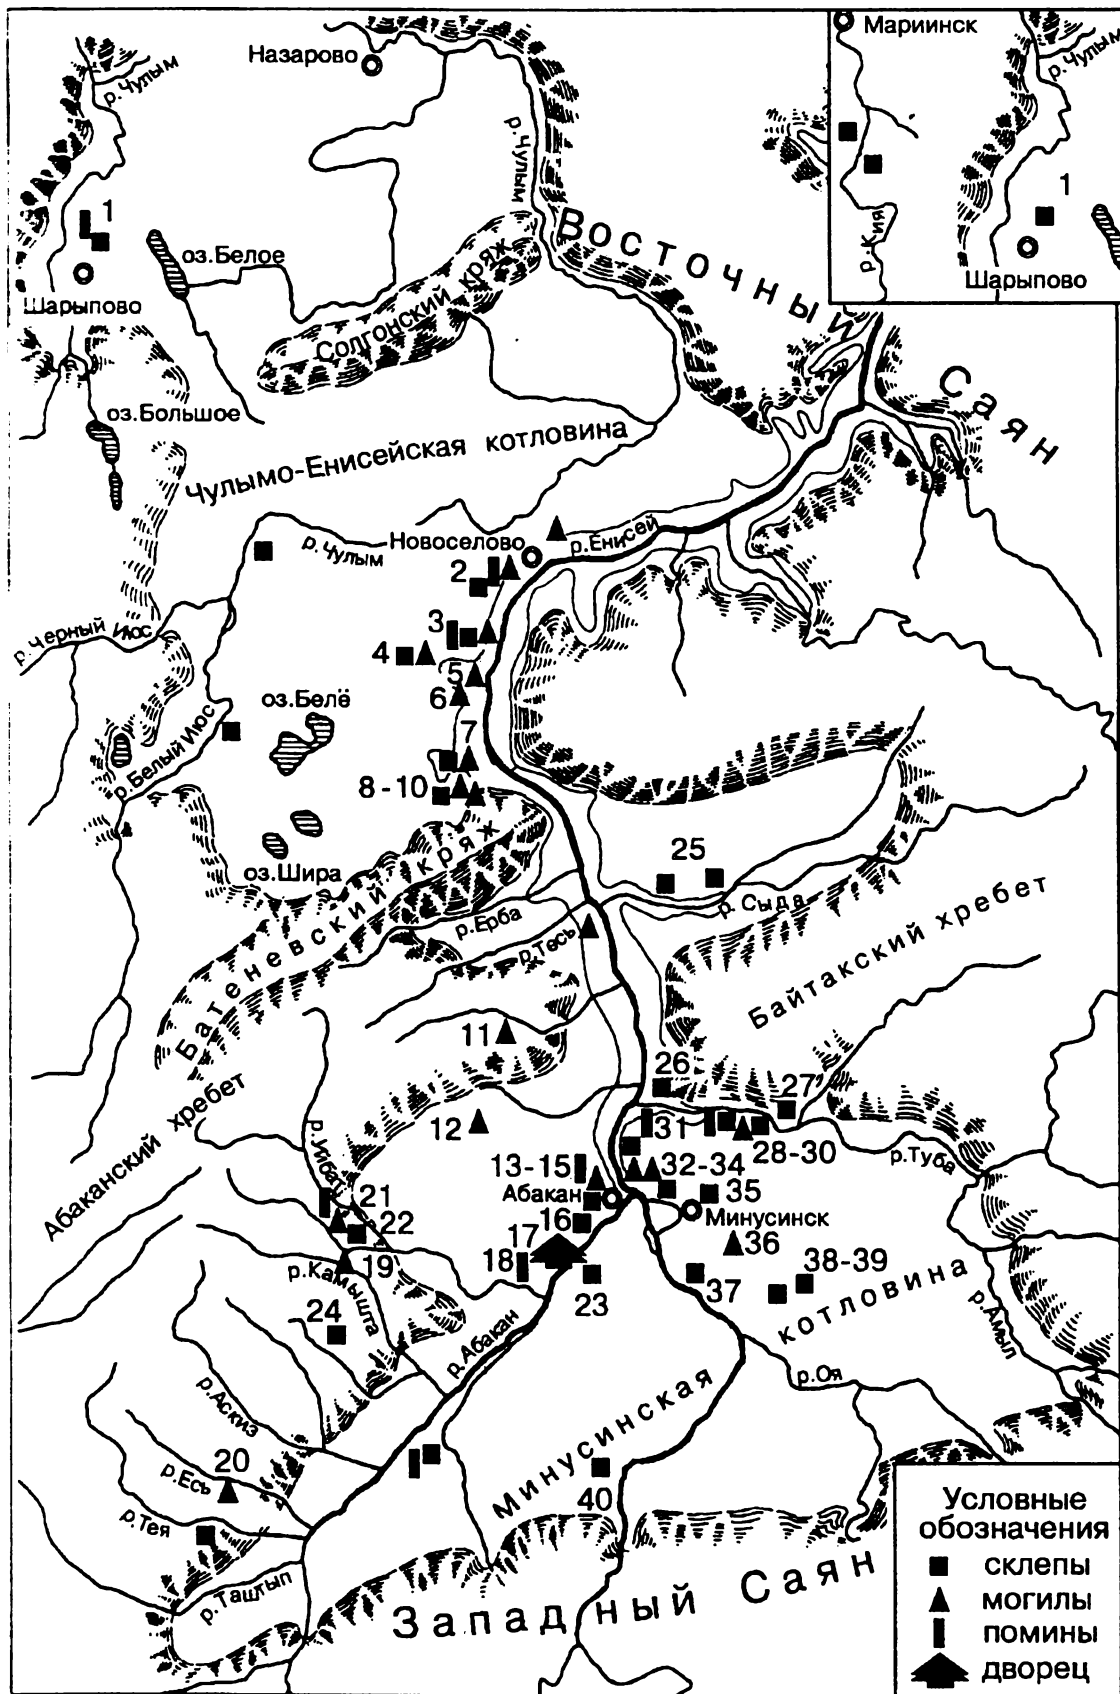 Назарово
р.Чулым
р.Чулым
1
оз.Белое
Шарыпово
Солгонский кряж
Восточный
Саян
Мариинск
р.Чулым
1
р.Кия
Шарыпово
оз.Большое
Чулымо-Енисейская котловина
р.Чулым
Новоселово
р.Енисей
2
3
р.Черный Июс
4
5
6
оз.Белё
7
р.Белый Июс
8-10
оз.Шира
25
р.Сыда
р.Ерба
р.Тесь
Батеневский кряж
Байтакский хребет
11
26
27
12
31
28-30
р.Туба
Абаканский хребет
р.Уйбат
13-15
32-34
Абакан
35
Минусинск
21
22
16
17
36
18
19
38-39
р.Камышта
23
37
24
р.Абакан
р.Амыл
р.Оя
Минусинская
котловина
р.Аскиз
20
р.Есь
р.Тея
40
р.Таштып
Западный Саян
Условные
обозначения
склепы
могилы
помины
дворец